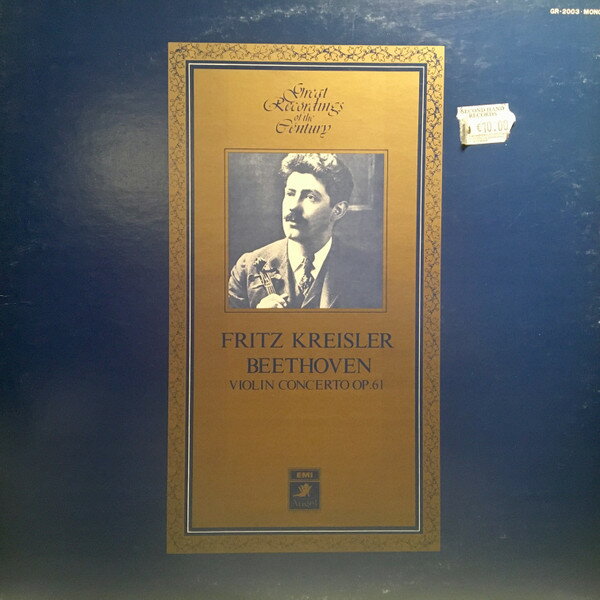 GR-2003 · MONO
Great
Recordings
of the
Century
SECOND HAND
RECORDS
€10.00
FRITZ KREISLER
BEETHOVEN
VIOLIN CONCERTO OP.61
EMI
Angel